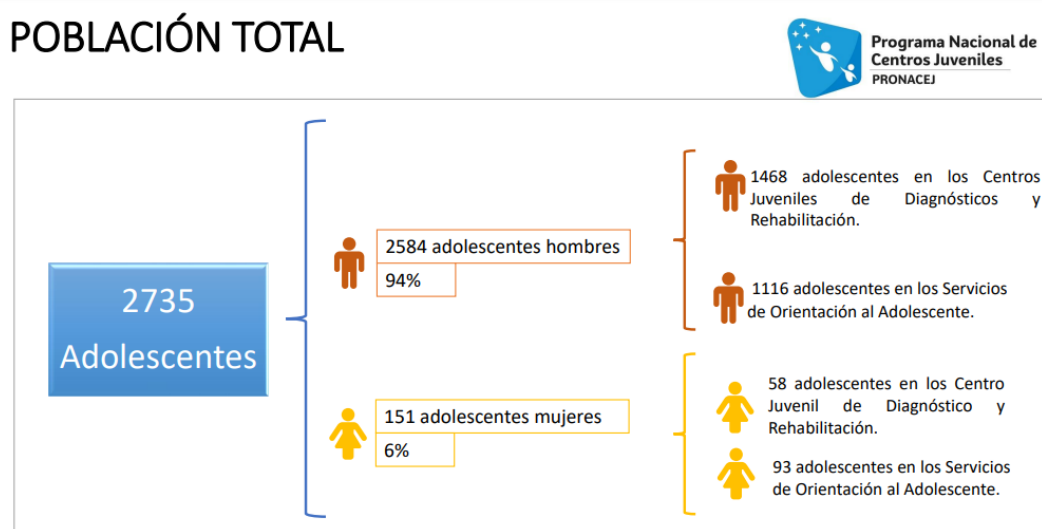 POBLACIÓN TOTAL
Programa Nacional de
Centros Juveniles
PRONACEJ
2735
Adolescentes
2584 adolescentes hombres
94%
1468 adolescentes en los Centros
Juveniles de Diagnósticos y
Rehabilitación.
1116 adolescentes en los Servicios
de Orientación al Adolescente.
151 adolescentes mujeres
6%
58 adolescentes en los Centro
Juvenil de Diagnóstico y
Rehabilitación.
93 adolescentes en los Servicios
de Orientación al Adolescente.